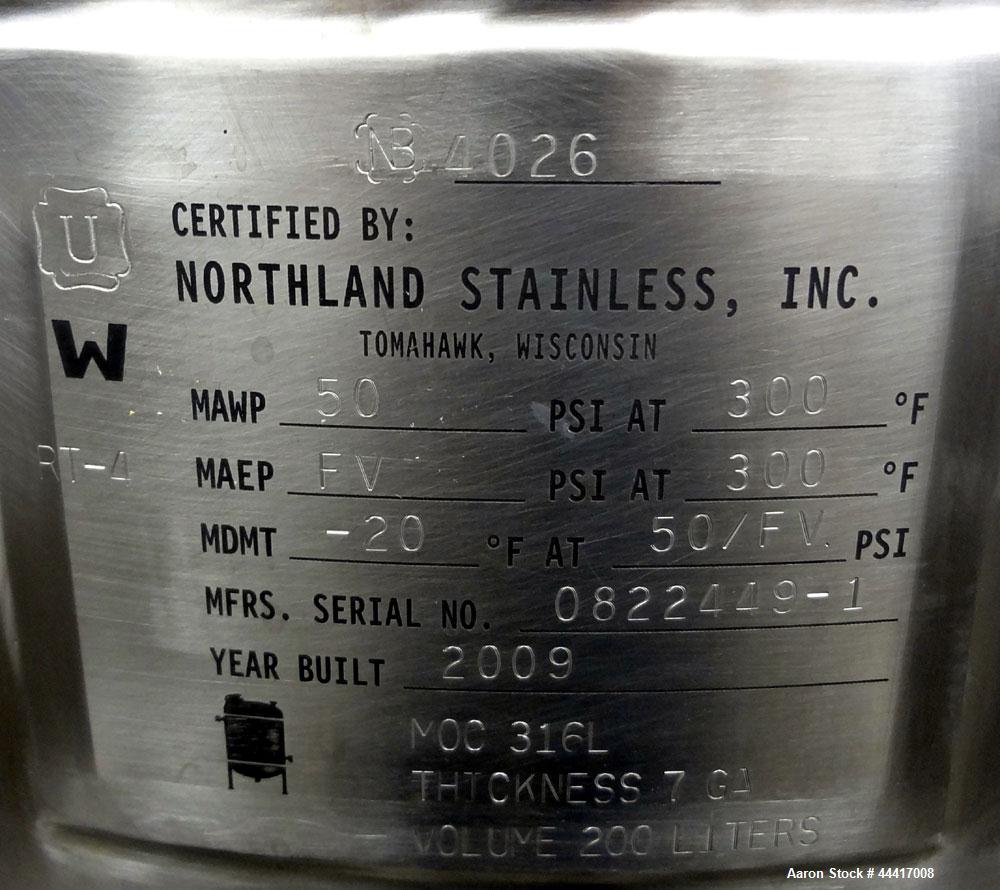 NB 4026
U
CERTIFIED BY:
NORTHLAND STAINLESS, INC.
W
TOMAHAWK, WISCONSIN
MAWP 50 PSI AT 300 °F
RT-4
MAEP FV PSI AT 300 °F
MDMT -20 °F AT 50/FV PSI
MFRS. SERIAL NO. 0822449-1
YEAR BUILT 2009
MOC 316L
THICKNESS 7 GA
VOLUME 200 LITERS
Aaron Stock # 44417008